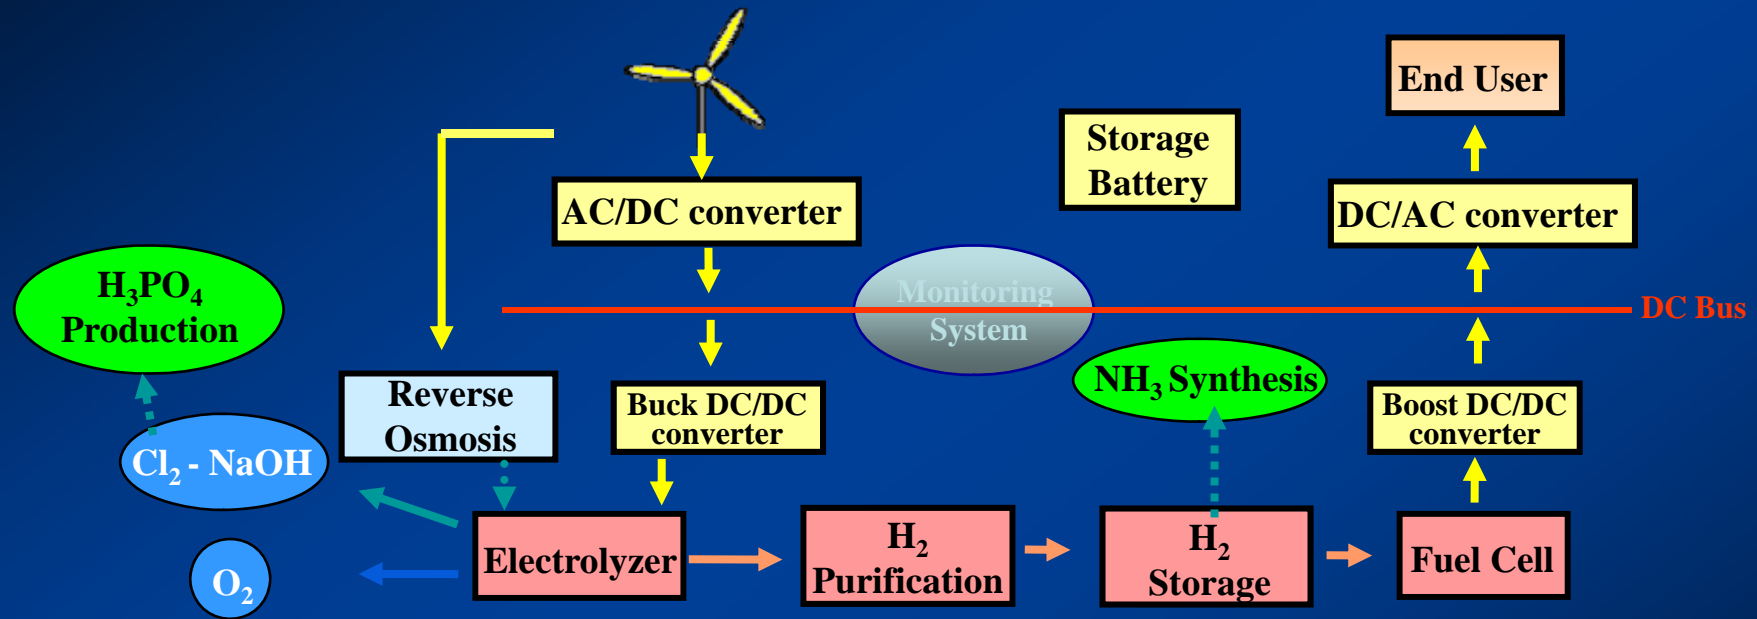 End User
Storage
Battery
AC/DC converter
DC/AC converter
H₃PO₄
Production
Monitoring
System
DC Bus
NH₃ Synthesis
Reverse
Osmosis
Buck DC/DC
converter
Boost DC/DC
converter
Cl₂ - NaOH
O₂
Electrolyzer
H₂
Purification
H₂
Storage
Fuel Cell